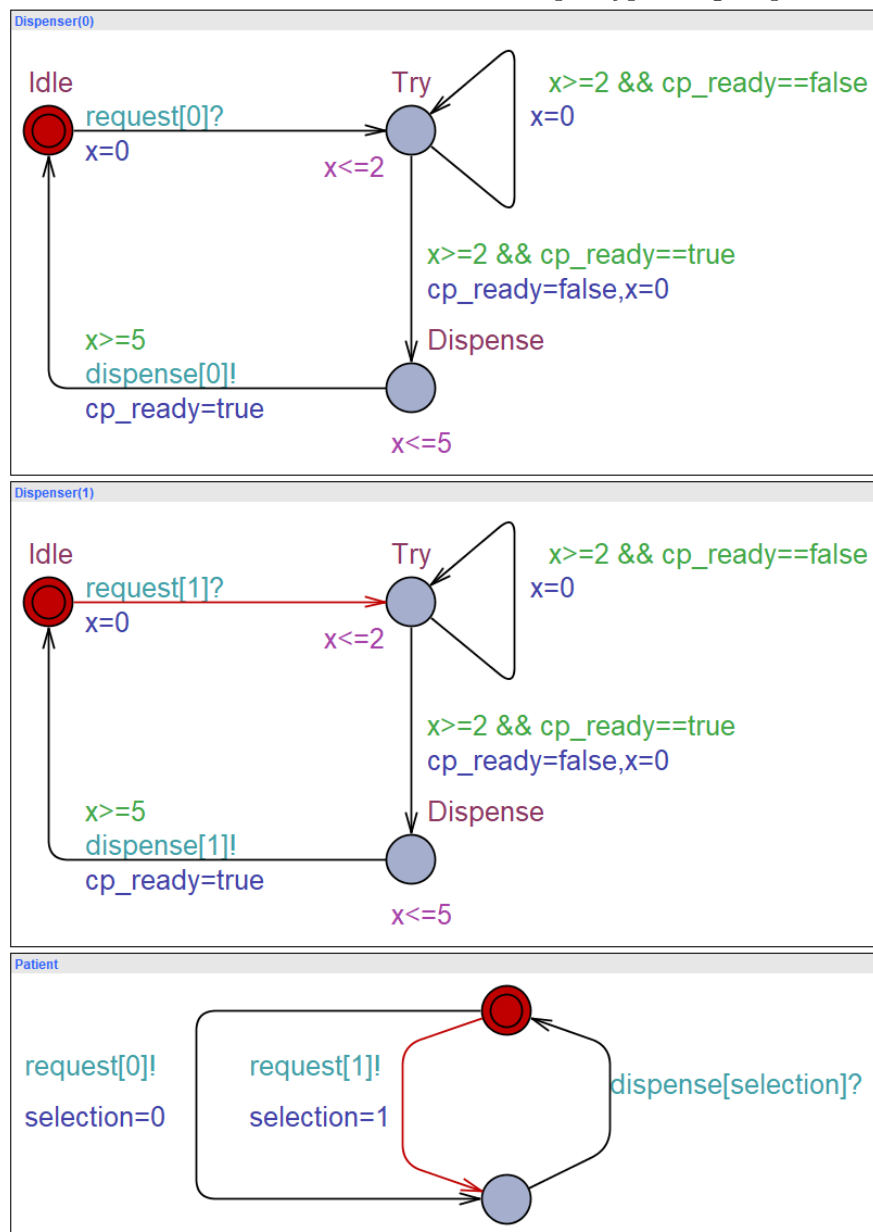 Dispenser(0)
Idle
Try
x>=2 && cp_ready==false
x=0
request[0]?
x=0
x<=2
x>=2 && cp_ready==true
cp_ready=false,x=0
x>=5
dispense[0]!
cp_ready=true
Dispense
x<=5
Dispenser(1)
Idle
Try
x>=2 && cp_ready==false
x=0
request[1]?
x=0
x<=2
x>=2 && cp_ready==true
cp_ready=false,x=0
x>=5
dispense[1]!
cp_ready=true
Dispense
x<=5
Patient
request[0]!
selection=0
request[1]!
selection=1
dispense[selection]?